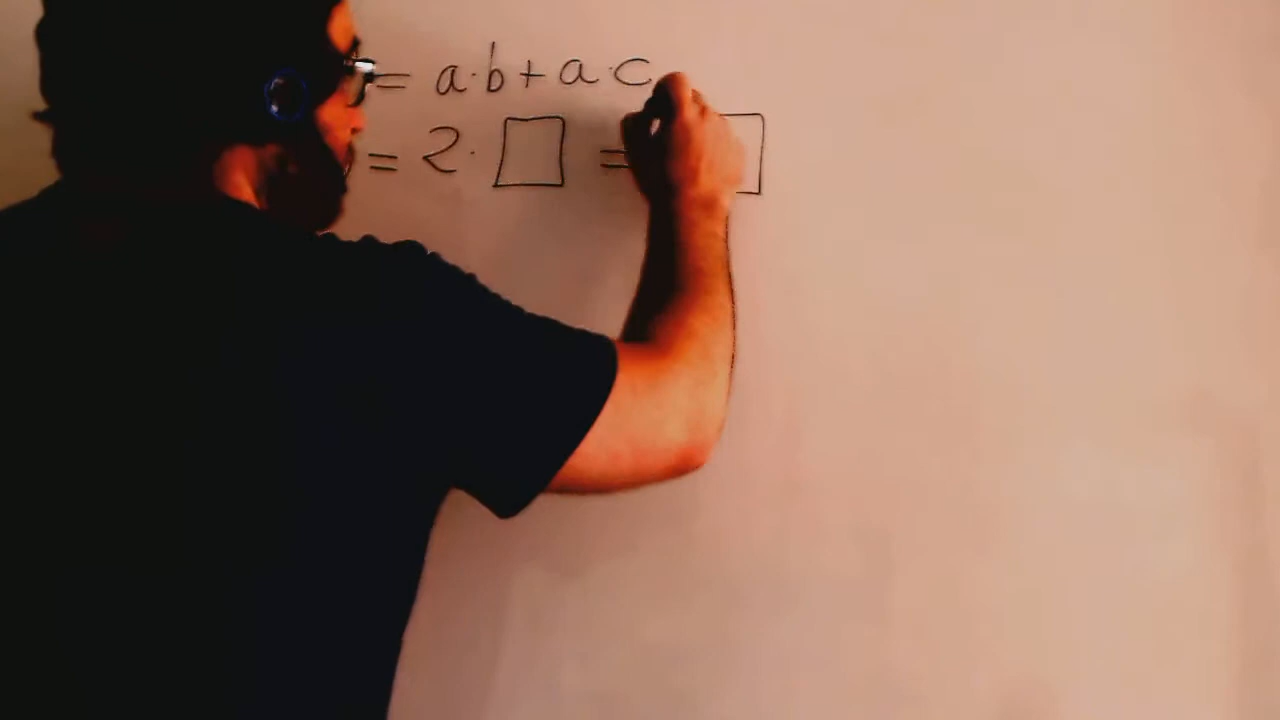 = a·b+a·c
= 2· □ = □